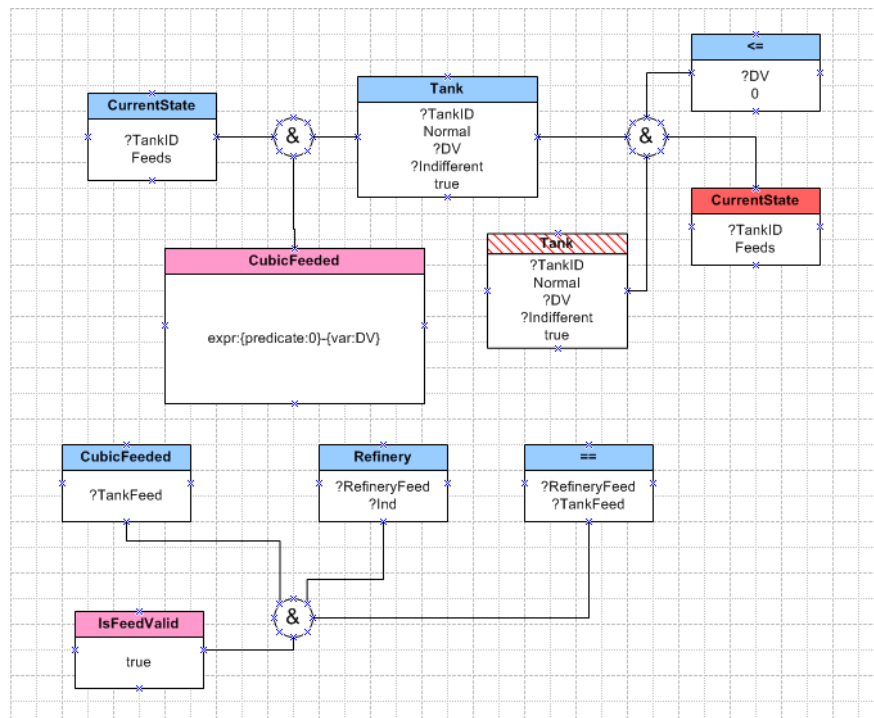 <=
?DV
0
CurrentState
?TankID
Feeds
&
Tank
?TankID
Normal
?DV
?Indifferent
true
&
CurrentState
?TankID
Feeds
Tank
?TankID
Normal
?DV
?Indifferent
true
CubicFeeded
expr:{predicate:0}-{var:DV}
CubicFeeded
?TankFeed
Refinery
?RefineryFeed
?Ind
==
?RefineryFeed
?TankFeed
&
IsFeedValid
true